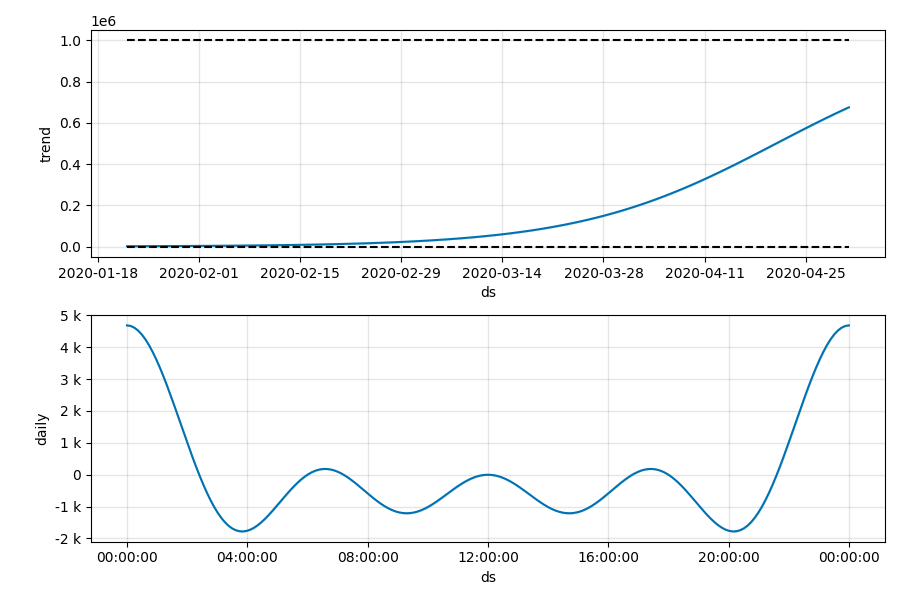 1e6
1.0
0.8
0.6
0.4
0.2
0.0
trend
2020-01-18 2020-02-01 2020-02-15 2020-02-29 2020-03-14 2020-03-28 2020-04-11 2020-04-25
ds
5 k
4 k
3 k
2 k
1 k
0
-1 k
-2 k
daily
00:00:00 04:00:00 08:00:00 12:00:00 16:00:00 20:00:00 00:00:00
ds